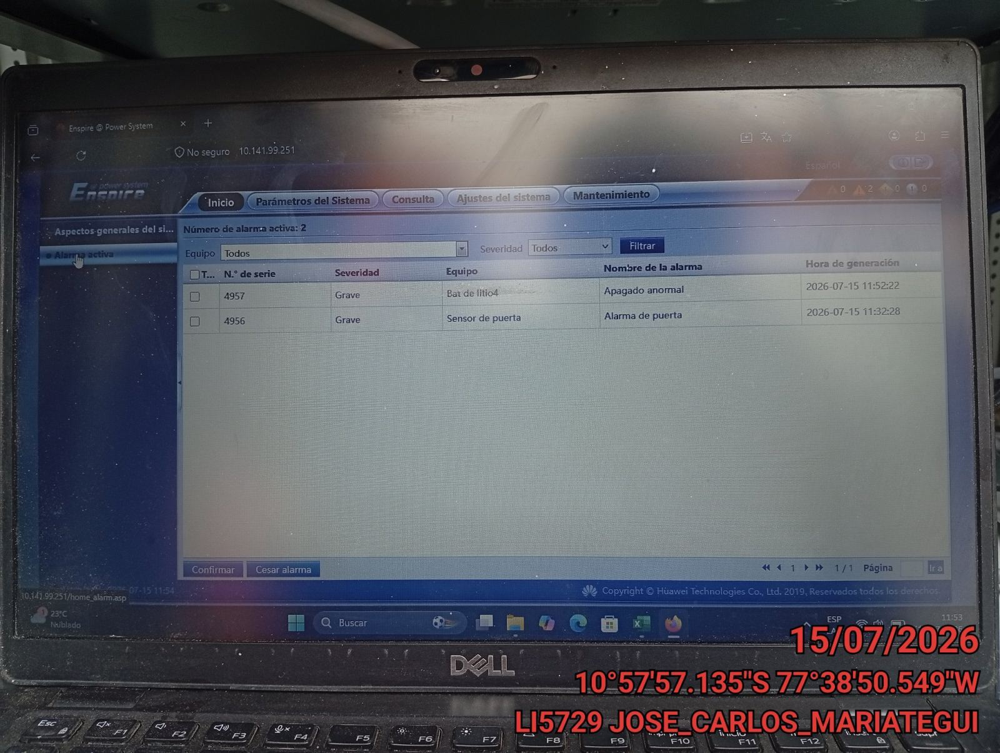 Enspire @ Power System
No seguro 10.141.99.251
Español
power system
Enspire
Inicio Parámetros del Sistema Consulta Ajustes del sistema Mantenimiento
0 2 0 0
Aspectos generales del si...
Alarma activa
Número de alarma activa: 2
Equipo Todos Severidad Todos Filtrar
T... N.° de serie Severidad Equipo Nombre de la alarma Hora de generación
4957 Grave Bat de litio4 Apagado anormal 2026-07-15 11:52:22
4956 Grave Sensor de puerta Alarma de puerta 2026-07-15 11:32:28
Confirmar Cesar alarma 1 1 / 1 Página Ir a
07-15 11:54
10.141.99.251/home_alarm.asp
Copyright © Huawei Technologies Co., Ltd. 2019, Reservados todos los derechos.
23°C
Nublado
Buscar
ESP
11:53
DELL
15/07/2026
10°57'57.135"S 77°38'50.549"W
LI5729 JOSE_CARLOS_MARIATEGUI
Esc F1 F2 F3 F4 F5 F6 F7 F8 F9 F10 F11 F12